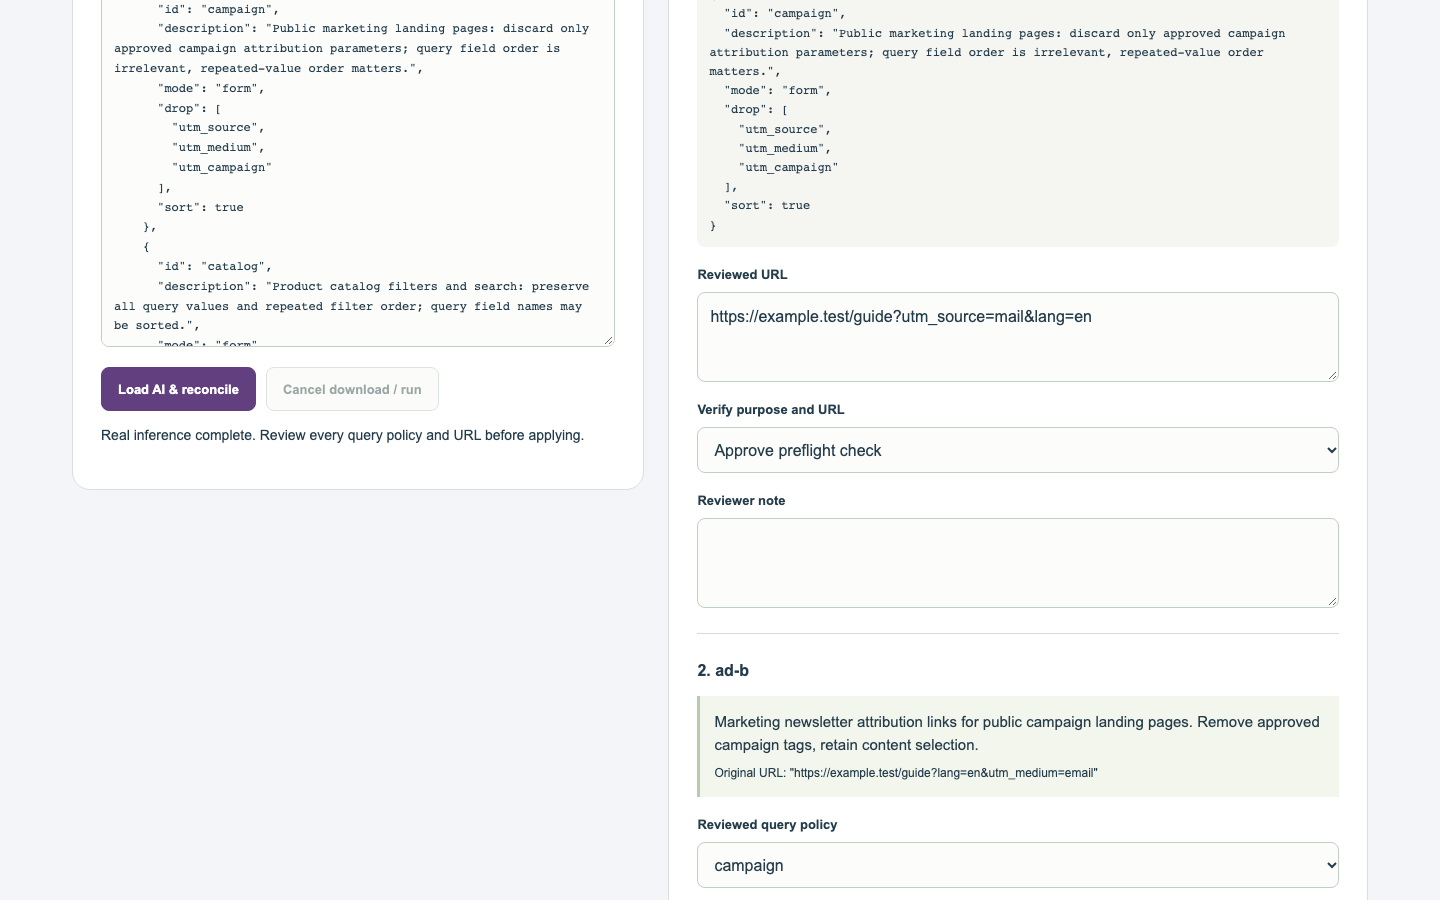 "id": "campaign",
"description": "Public marketing landing pages: discard only
approved campaign attribution parameters; query field order is
irrelevant, repeated-value order matters.",
"mode": "form",
"drop": [
"utm_source",
"utm_medium",
"utm_campaign"
],
"sort": true
},
{
"id": "catalog",
"description": "Product catalog filters and search: preserve
all query values and repeated filter order; query field names may
be sorted.",
"mode": "form"
Load AI & reconcile
Cancel download / run
Real inference complete. Review every query policy and URL before applying.
"id": "campaign",
"description": "Public marketing landing pages: discard only approved campaign
attribution parameters; query field order is irrelevant, repeated-value order
matters.",
"mode": "form",
"drop": [
"utm_source",
"utm_medium",
"utm_campaign"
],
"sort": true
}
Reviewed URL
https://example.test/guide?utm_source=mail&lang=en
Verify purpose and URL
Approve preflight check
Reviewer note
2. ad-b
Marketing newsletter attribution links for public campaign landing pages. Remove approved
campaign tags, retain content selection.
Original URL: "https://example.test/guide?lang=en&utm_medium=email"
Reviewed query policy
campaign